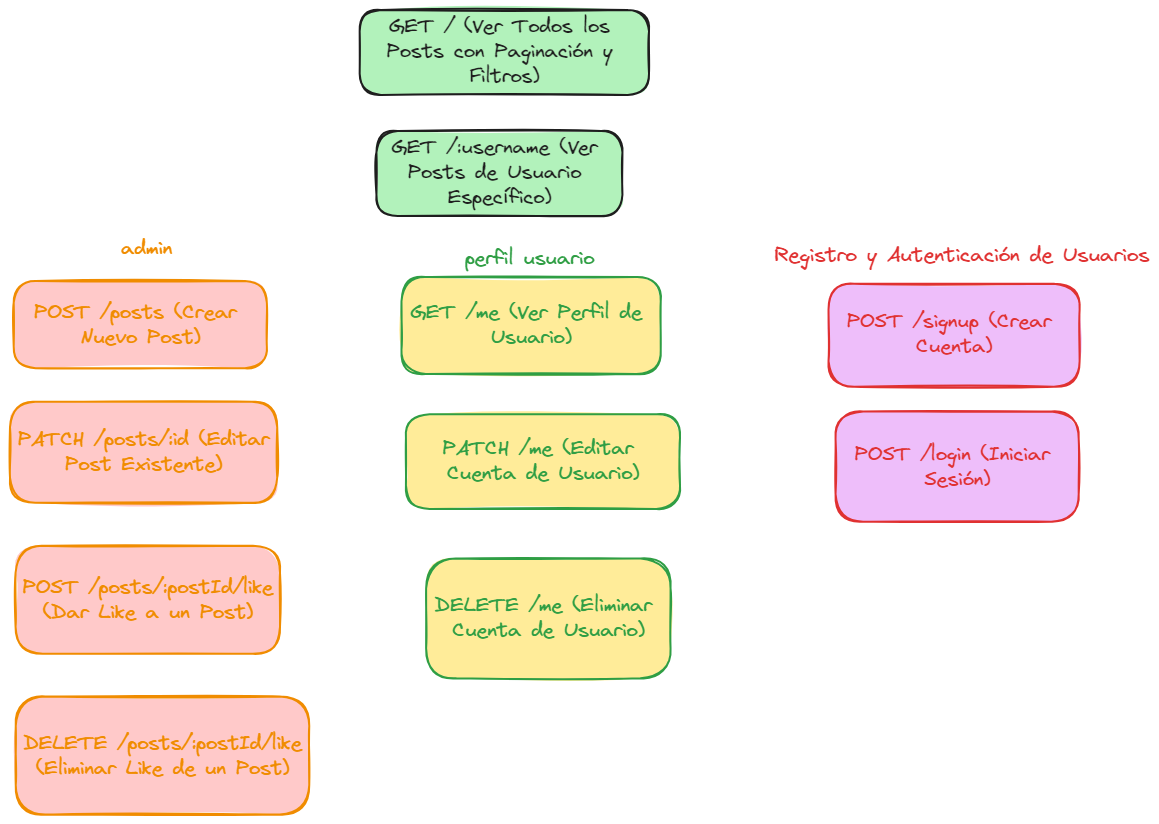 GET / (Ver Todos los
Posts con Paginación y
Filtros)
GET /:username (Ver
Posts de Usuario
Específico)
admin
POST /posts (Crear
Nuevo Post)
PATCH /posts/:id (Editar
Post Existente)
POST /posts/:postId/like
(Dar Like a un Post)
DELETE /posts/:postId/like
(Eliminar Like de un Post)
perfil usuario
GET /me (Ver Perfil de
Usuario)
PATCH /me (Editar
Cuenta de Usuario)
DELETE /me (Eliminar
Cuenta de Usuario)
Registro y Autenticación de Usuarios
POST /signup (Crear
Cuenta)
POST /login (Iniciar
Sesión)